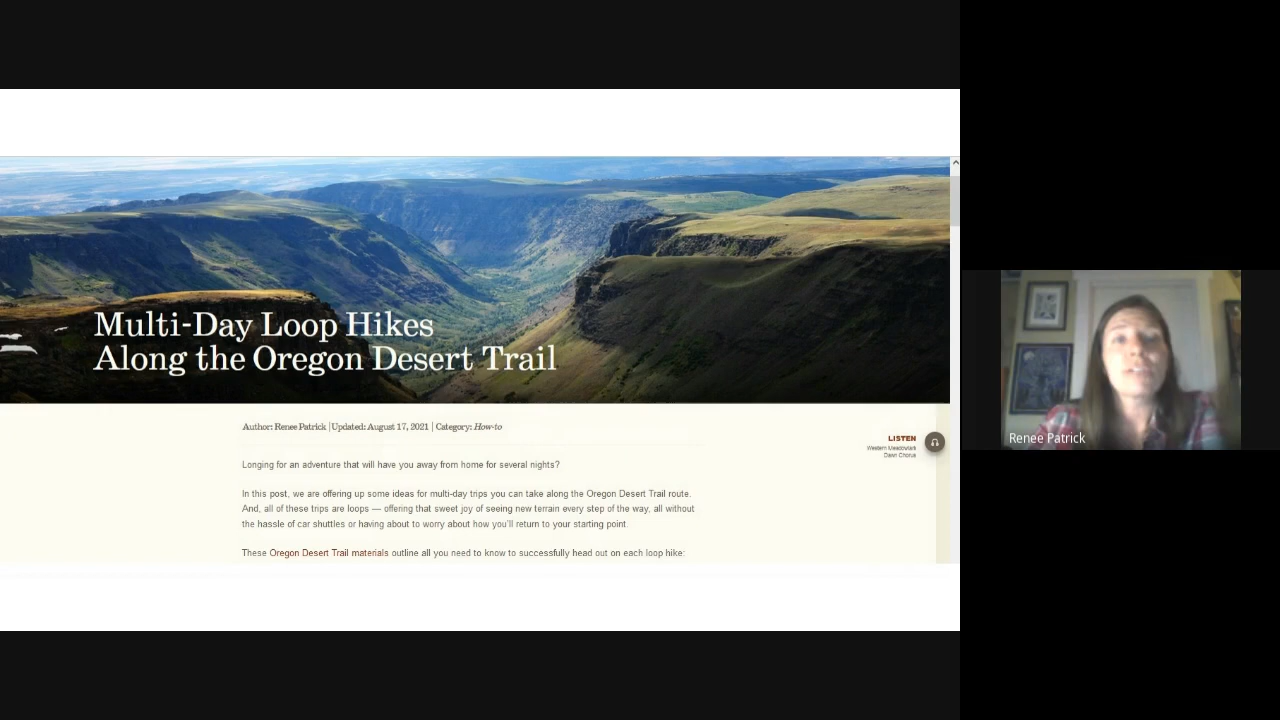 Multi-Day Loop Hikes
Along the Oregon Desert Trail
Author: Renee Patrick | Updated: August 17, 2021 | Category: How-to
LISTEN
Western Meadowlark
Dawn Chorus
Longing for an adventure that will have you away from home for several nights?
In this post, we are offering up some ideas for multi-day trips you can take along the Oregon Desert Trail route.
And, all of these trips are loops — offering that sweet joy of seeing new terrain every step of the way, all without
the hassle of car shuttles or having about to worry about how you'll return to your starting point.
These Oregon Desert Trail materials outline all you need to know to successfully head out on each loop hike:
Renee Patrick